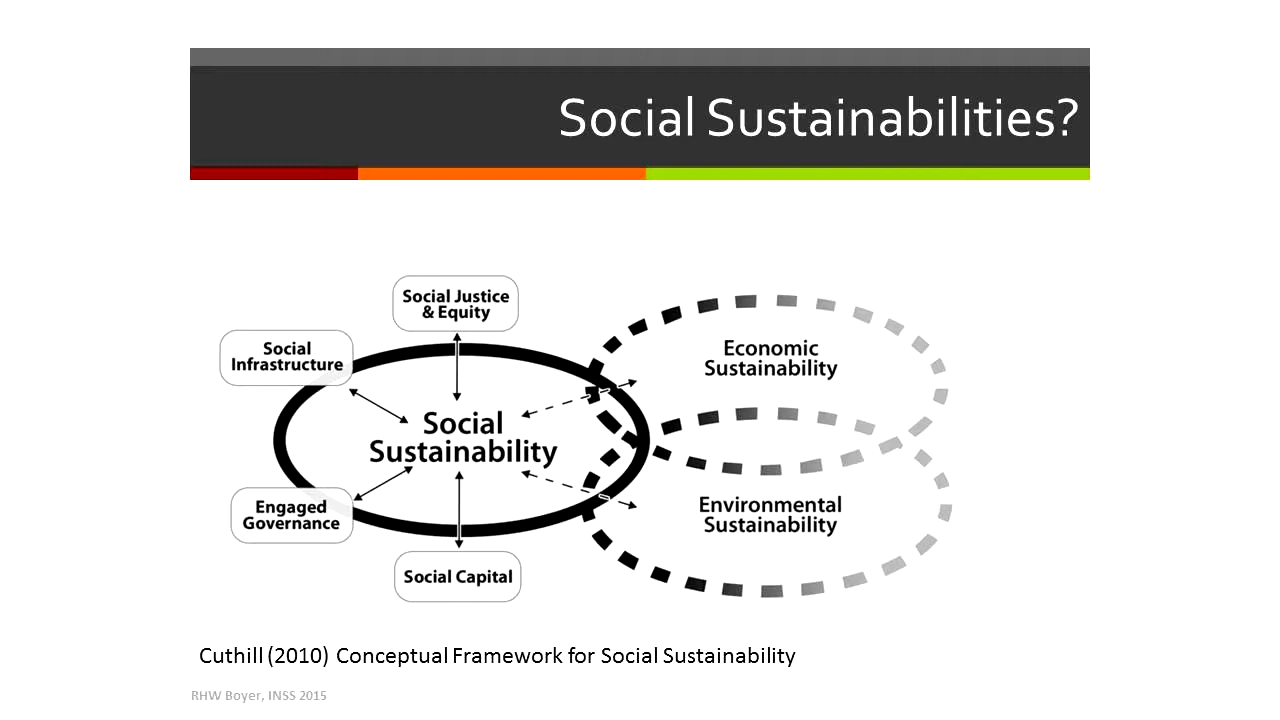 Social Sustainabilities?
Social Justice
& Equity
Social
Infrastructure
Economic
Sustainability
Social
Sustainability
Engaged
Governance
Environmental
Sustainability
Social Capital
Cuthill (2010) Conceptual Framework for Social Sustainability
RHW Boyer, INSS 2015